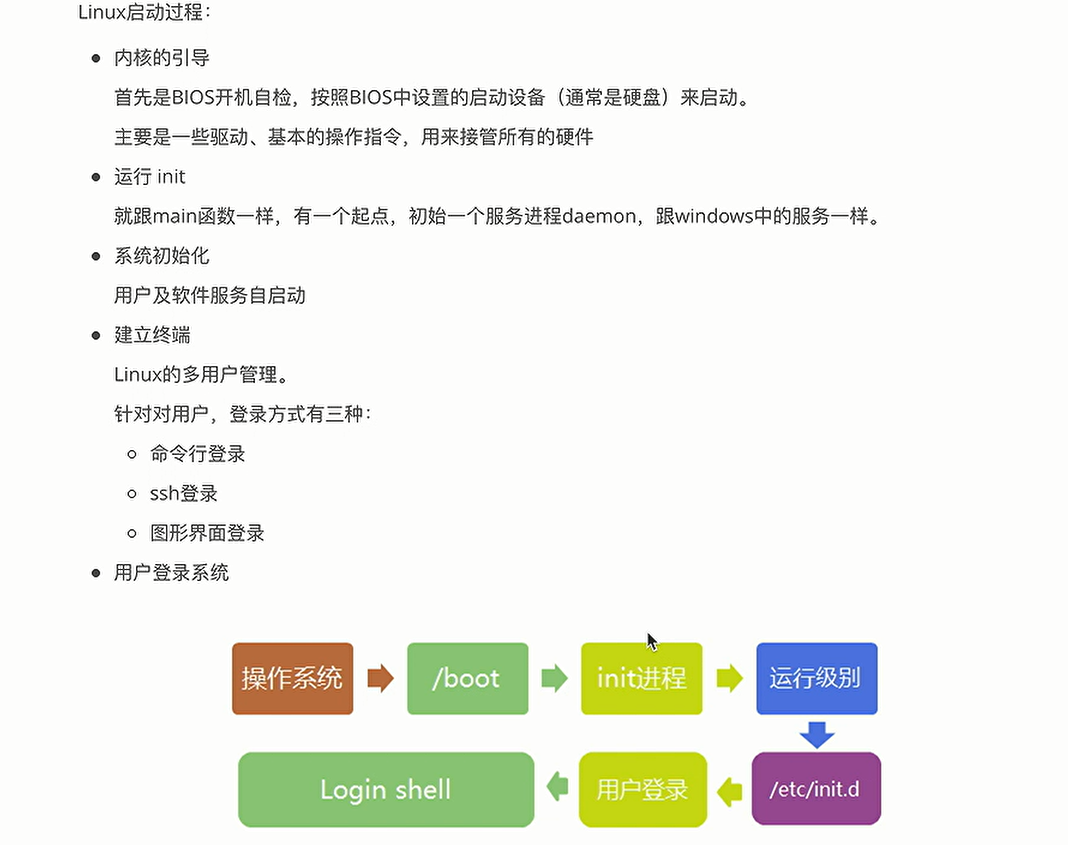 Linux启动过程：
内核的引导
首先是BIOS开机自检，按照BIOS中设置的启动设备（通常是硬盘）来启动。
主要是一些驱动、基本的操作指令，用来接管所有的硬件
运行 init
就跟main函数一样，有一个起点，初始一个服务进程daemon，跟windows中的服务一样。
系统初始化
用户及软件服务自启动
建立终端
Linux的多用户管理。
针对对用户，登录方式有三种：
命令行登录
ssh登录
图形界面登录
用户登录系统
操作系统
/boot
init进程
运行级别
/etc/init.d
用户登录
Login shell